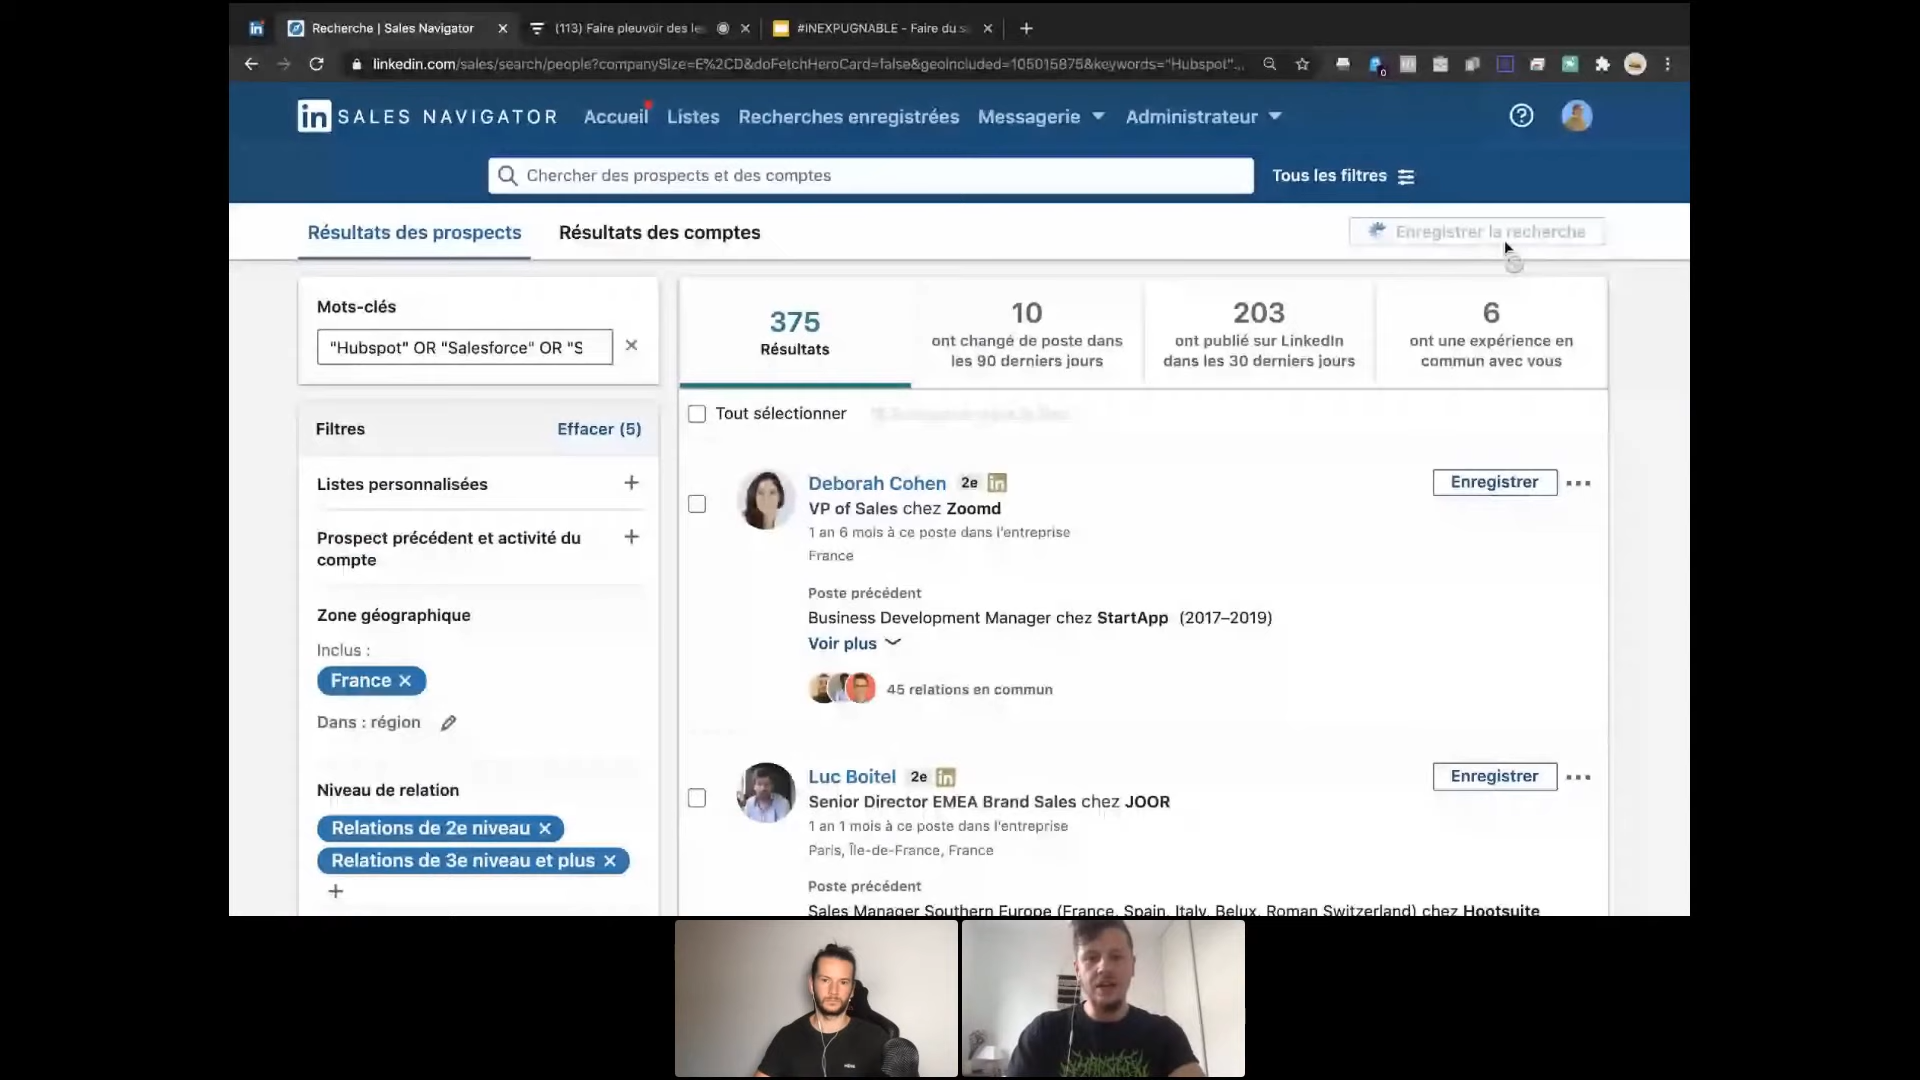 Recherche | Sales Navigator
(113) Faire pleuvoir des le
#INEXPUGNABLE - Faire du s
linkedin.com/sales/search/people?companySize=E%2CD&doFetchHeroCard=false&geoIncluded=105015875&keywords="Hubspot"...
in SALES NAVIGATOR
Accueil
Listes
Recherches enregistrées
Messagerie
Administrateur
Chercher des prospects et des comptes
Tous les filtres
Résultats des prospects
Résultats des comptes
Enregistrer la recherche
Mots-clés
"Hubspot" OR "Salesforce" OR "S
375
Résultats
10
ont changé de poste dans
les 90 derniers jours
203
ont publié sur LinkedIn
dans les 30 derniers jours
6
ont une expérience en
commun avec vous
Filtres
Effacer (5)
Listes personnalisées
Prospect précédent et activité du
compte
Zone géographique
Inclus :
France
Dans : région
Niveau de relation
Relations de 2e niveau
Relations de 3e niveau et plus
Tout sélectionner
Deborah Cohen 2e in
Enregistrer
VP of Sales chez Zoomd
1 an 6 mois à ce poste dans l'entreprise
France
Poste précédent
Business Development Manager chez StartApp (2017–2019)
Voir plus
45 relations en commun
Luc Boitel 2e in
Enregistrer
Senior Director EMEA Brand Sales chez JOOR
1 an 1 mois à ce poste dans l'entreprise
Paris, Île-de-France, France
Poste précédent
Sales Manager Southern Europe (France, Spain, Italy, Belux, Roman Switzerland) chez Hootsuite